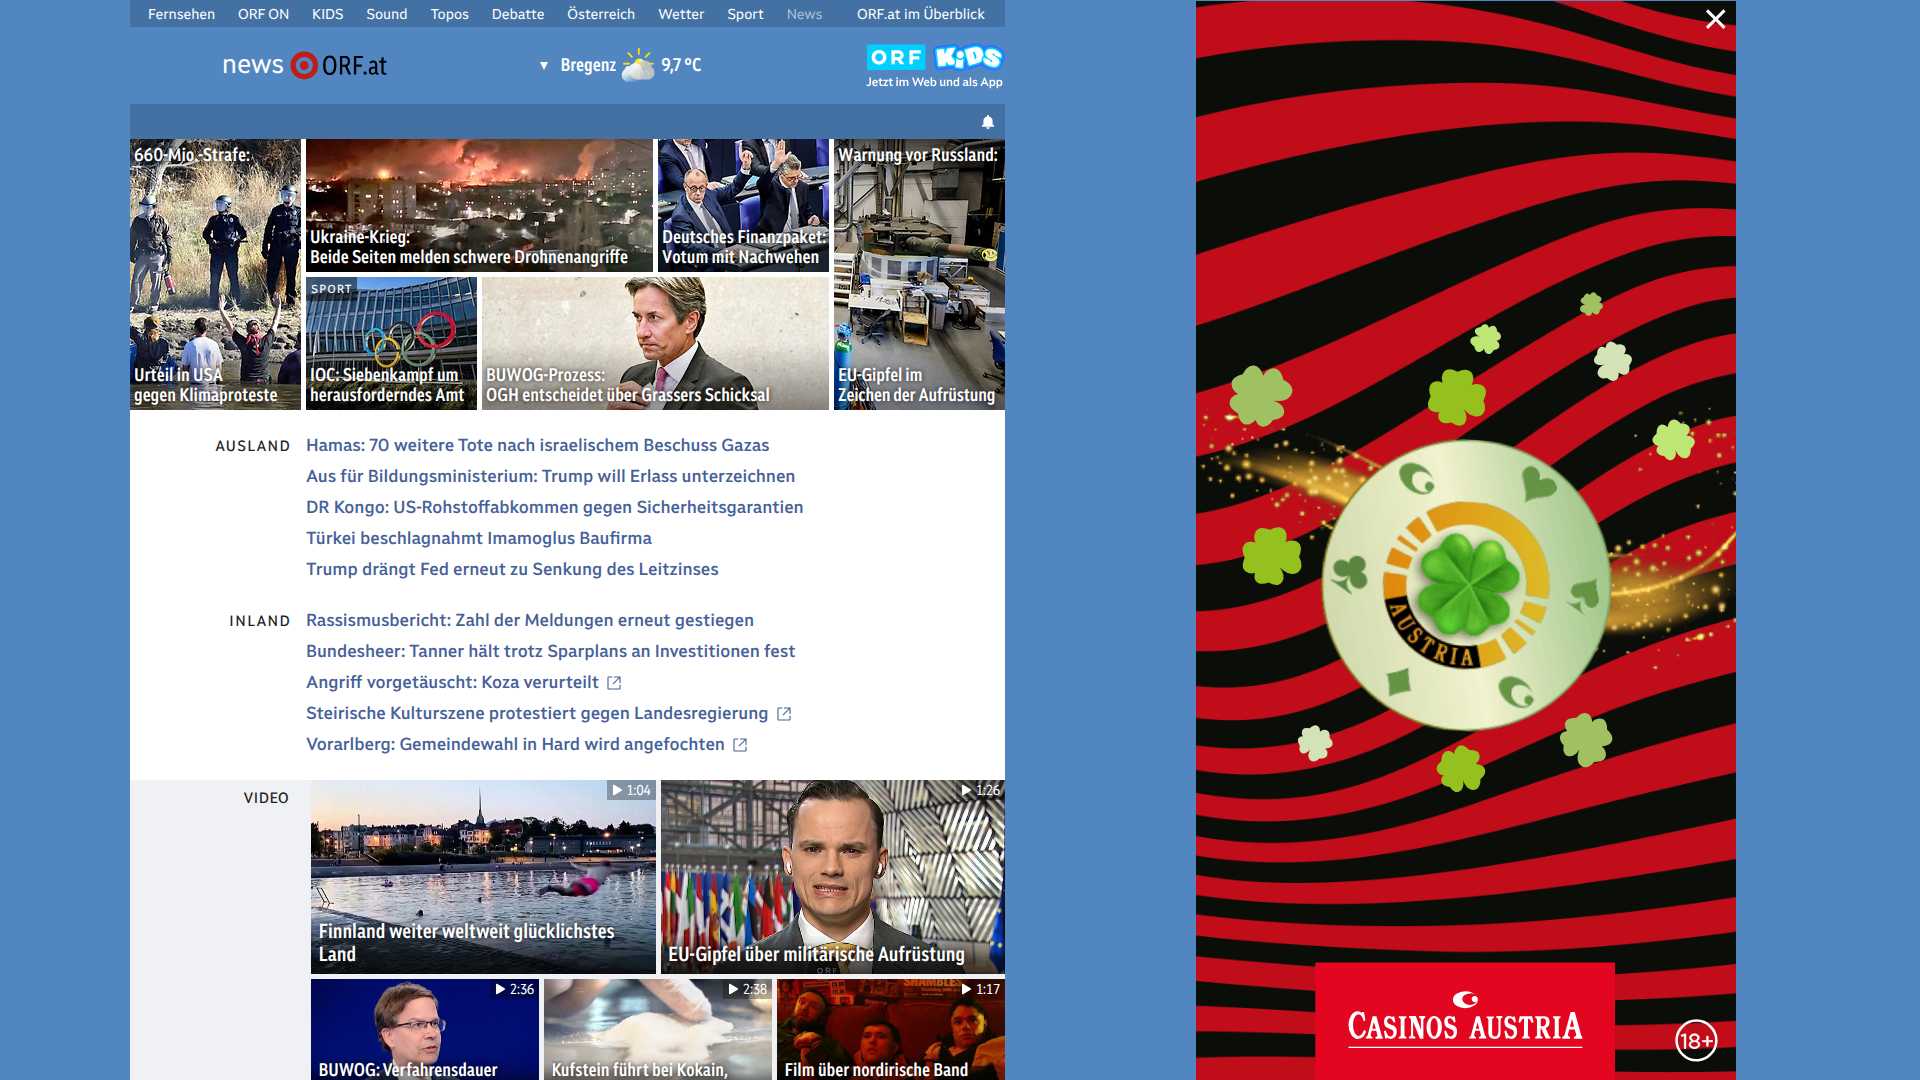 Fernsehen ORF ON KIDS Sound Topos Debatte Österreich Wetter Sport News ORF.at im Überblick
news ORF.at
▼ Bregenz 9,7 °C
ORF KiDS
Jetzt im Web und als App
660-Mio.-Strafe:
Urteil in USA
gegen Klimaproteste
Ukraine-Krieg:
Beide Seiten melden schwere Drohnenangriffe
Deutsches Finanzpaket:
Votum mit Nachwehen
Warnung vor Russland:
EU-Gipfel im
Zeichen der Aufrüstung
SPORT
IOC: Siebenkampf um
herausforderndes Amt
BUWOG-Prozess:
OGH entscheidet über Grassers Schicksal
AUSLAND
Hamas: 70 weitere Tote nach israelischem Beschuss Gazas
Aus für Bildungsministerium: Trump will Erlass unterzeichnen
DR Kongo: US-Rohstoffabkommen gegen Sicherheitsgarantien
Türkei beschlagnahmt Imamoglus Baufirma
Trump drängt Fed erneut zu Senkung des Leitzinses
INLAND
Rassismusbericht: Zahl der Meldungen erneut gestiegen
Bundesheer: Tanner hält trotz Sparplans an Investitionen fest
Angriff vorgetäuscht: Koza verurteilt
Steirische Kulturszene protestiert gegen Landesregierung
Vorarlberg: Gemeindewahl in Hard wird angefochten
VIDEO
1:04
Finnland weiter weltweit glücklichstes
Land
1:26
EU-Gipfel über militärische Aufrüstung
ORF
2:36
BUWOG: Verfahrensdauer
2:38
Kufstein führt bei Kokain,
SHAMBLES
1:17
Film über nordirische Band
AUSTRIA
CASINOS AUSTRIA
18+